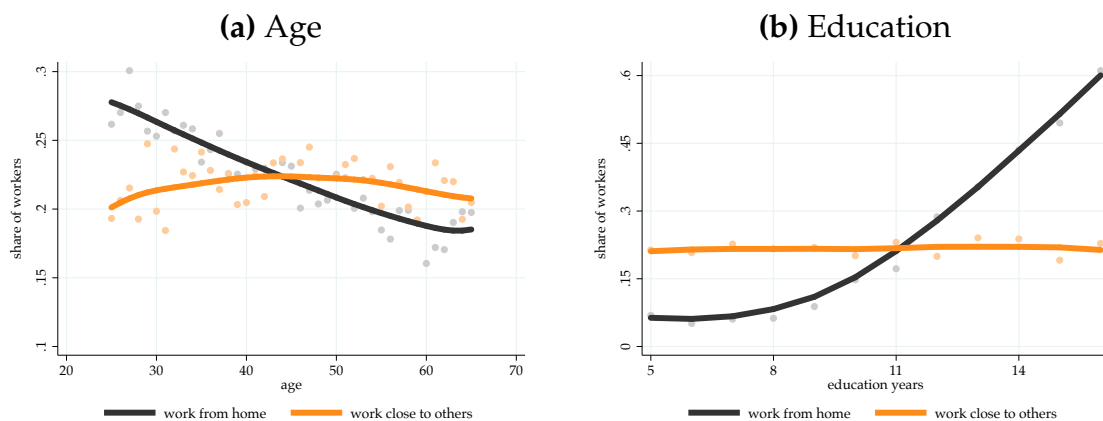 (a) Age
share of workers
.3
.25
.2
.15
.1
20 30 40 50 60 70
age
work from home work close to others
(b) Education
share of workers
.6
.45
.3
.15
0
5 8 11 14
education years
work from home work close to others